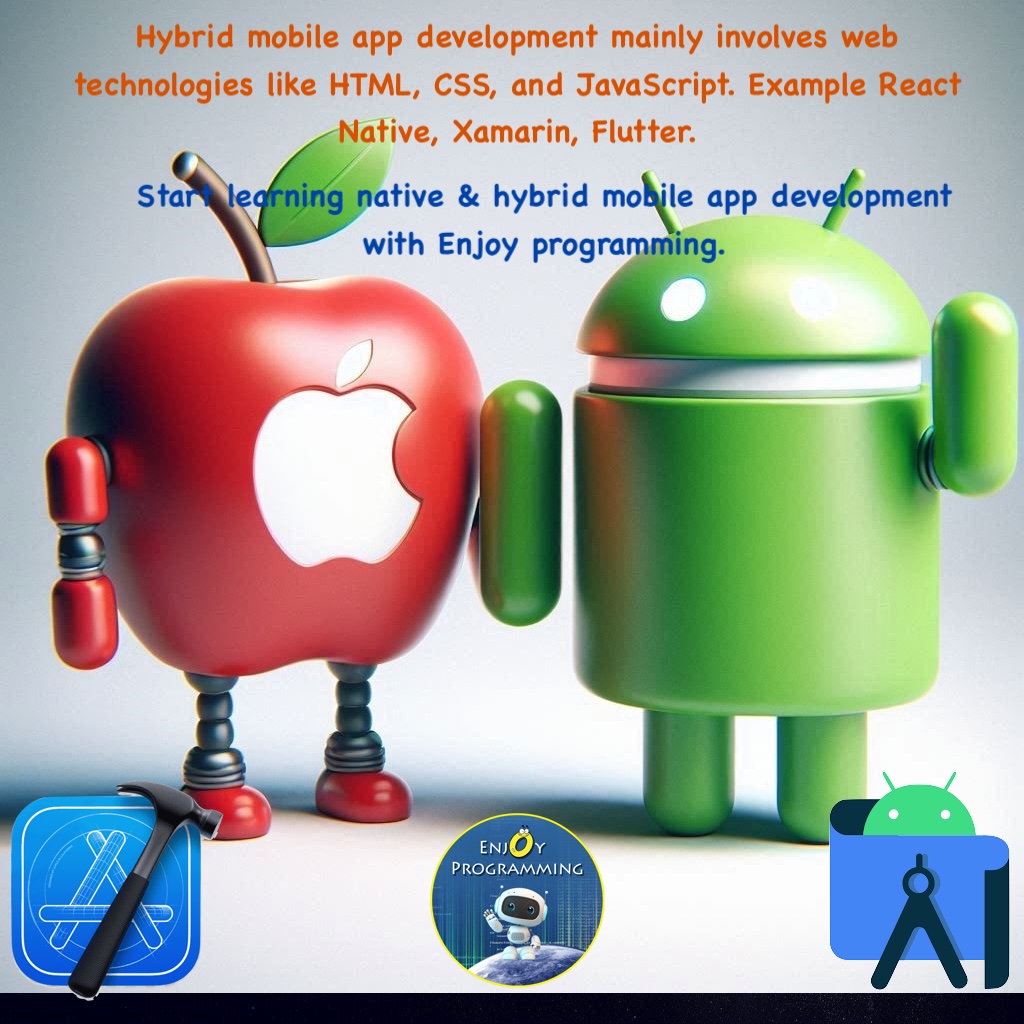 Hybrid mobile app development mainly involves web
technologies like HTML, CSS, and JavaScript. Example React
Native, Xamarin, Flutter.
Start learning native & hybrid mobile app development
with Enjoy programming.
ENJOY
PROGRAMMING